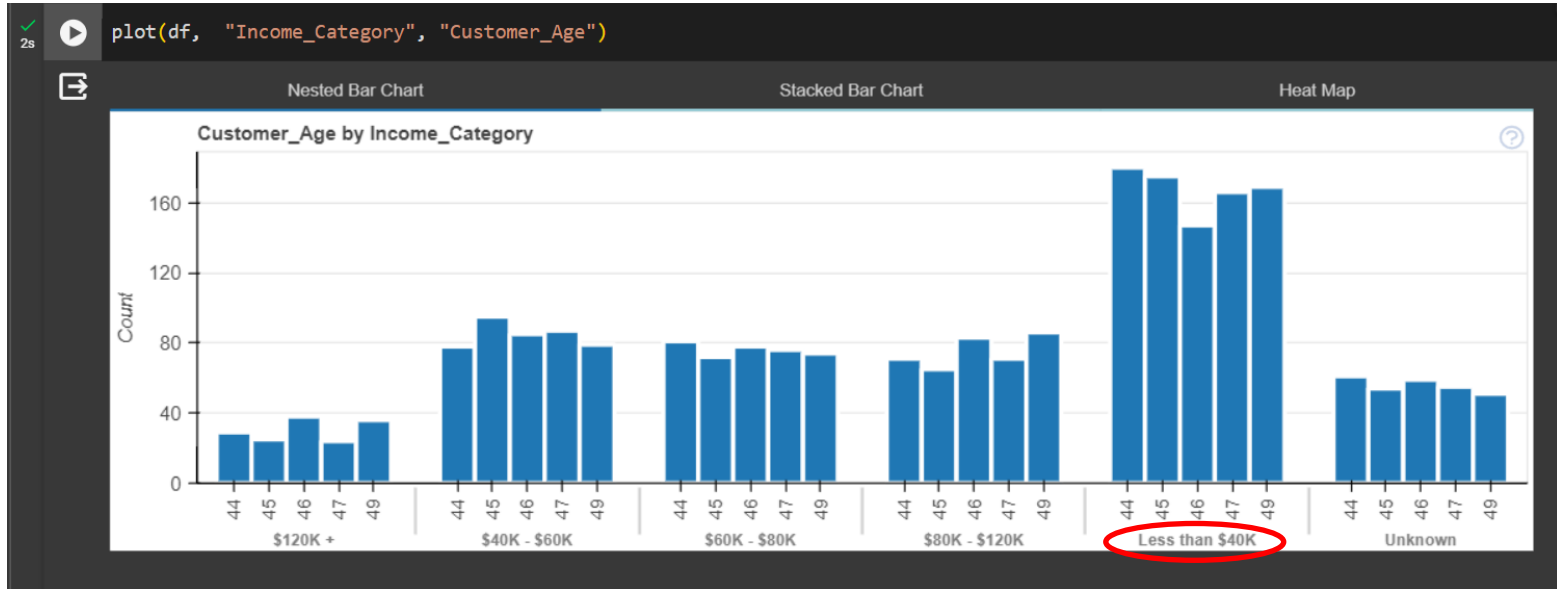 2s
plot(df, "Income_Category", "Customer_Age")
Nested Bar Chart Stacked Bar Chart Heat Map
Customer_Age by Income_Category
?
160
120
80
40
0
Count
44 45 46 47 49 44 45 46 47 49 44 45 46 47 49 44 45 46 47 49 44 45 46 47 49 44 45 46 47 49
$120K + $40K - $60K $60K - $80K $80K - $120K Less than $40K Unknown